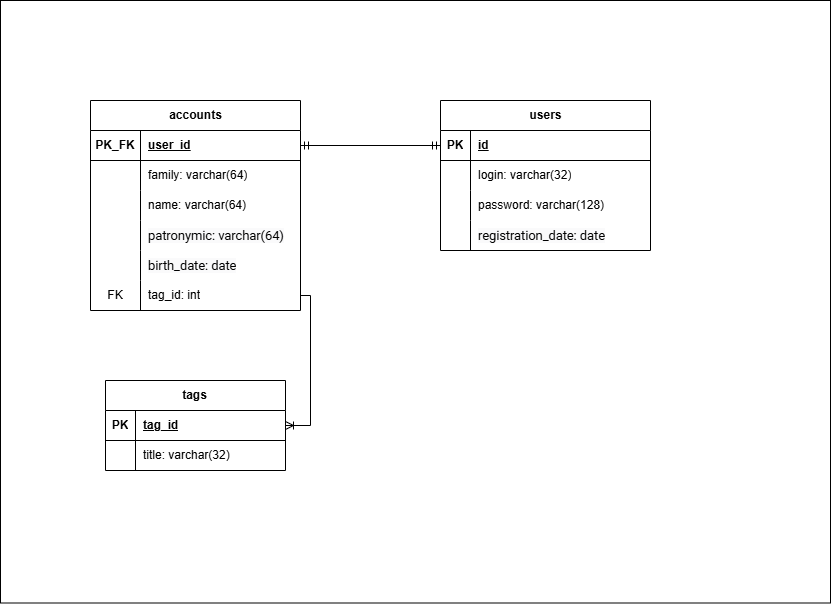 accounts
PK_FK user_id
family: varchar(64)
name: varchar(64)
patronymic: varchar(64)
birth_date: date
FK tag_id: int
users
PK id
login: varchar(32)
password: varchar(128)
registration_date: date
tags
PK tag_id
title: varchar(32)